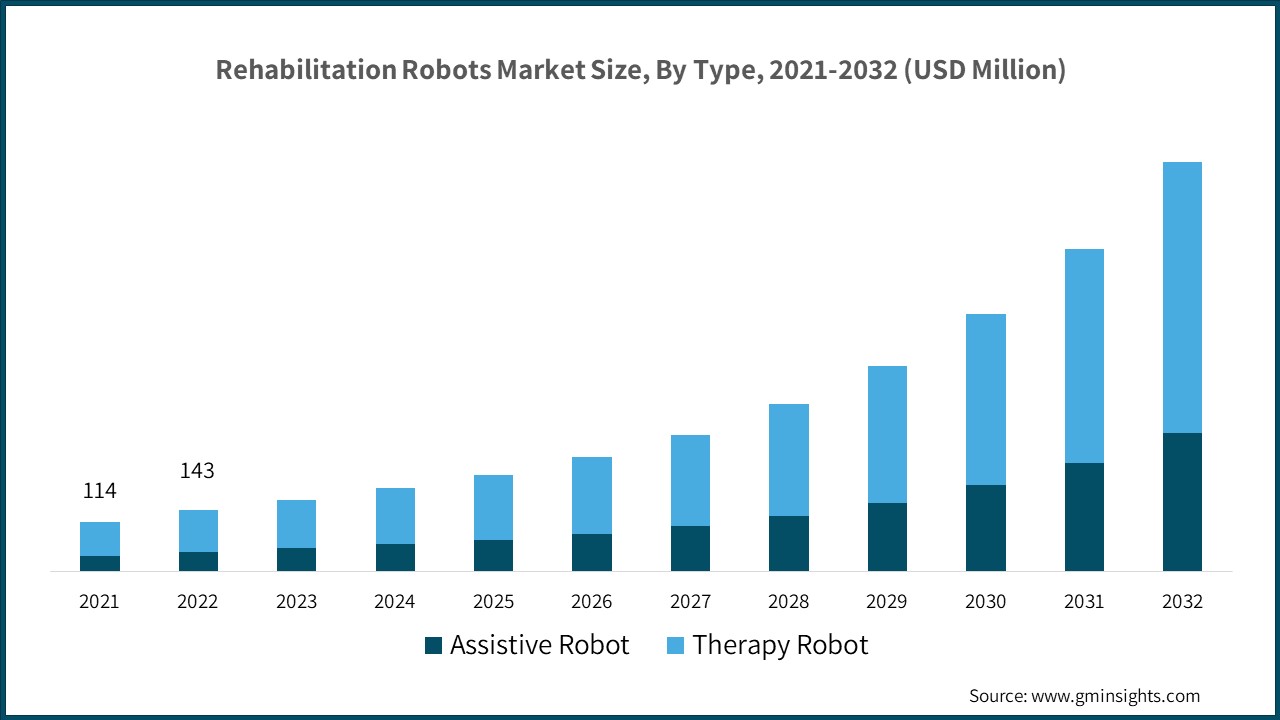 Rehabilitation Robots Market Size, By Type, 2021-2032 (USD Million)
114
143
2021 2022 2023 2024 2025 2026 2027 2028 2029 2030 2031 2032
Assistive Robot Therapy Robot
Source: www.gminsights.com